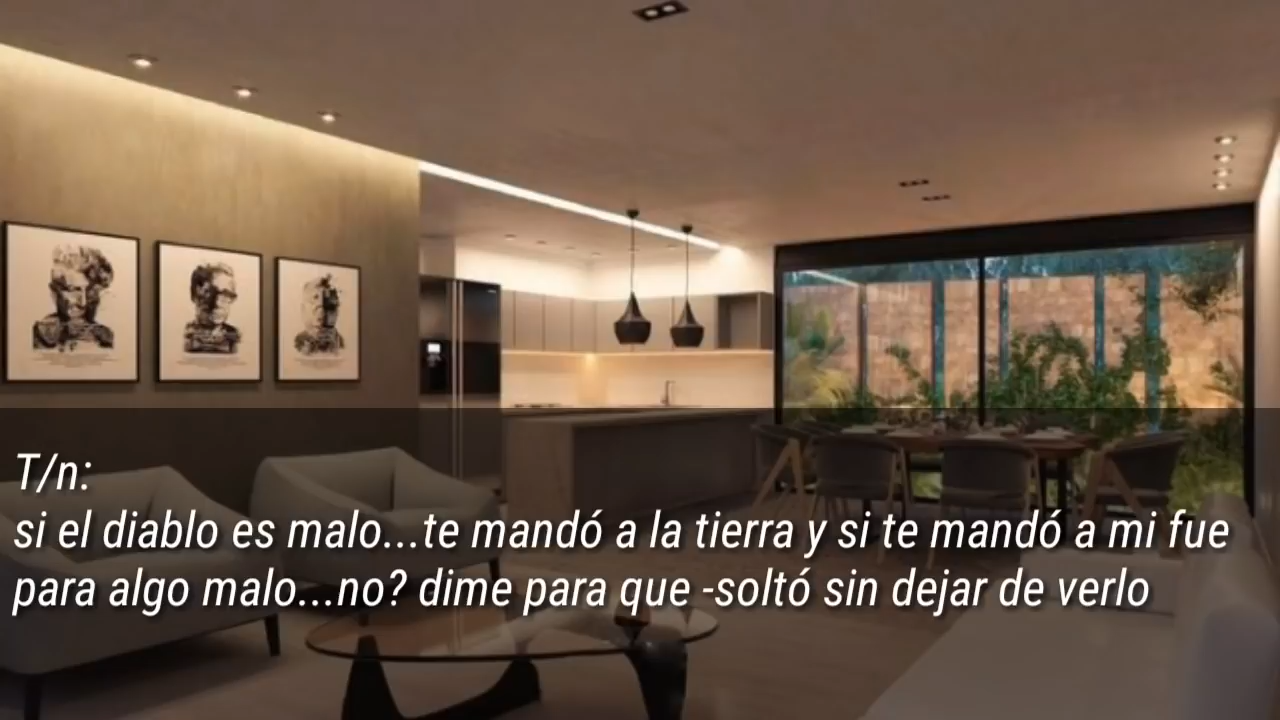 T/n:
si el diablo es malo...te mandó a la tierra y si te mandó a mi fue
para algo malo...no? dime para que -soltó sin dejar de verlo